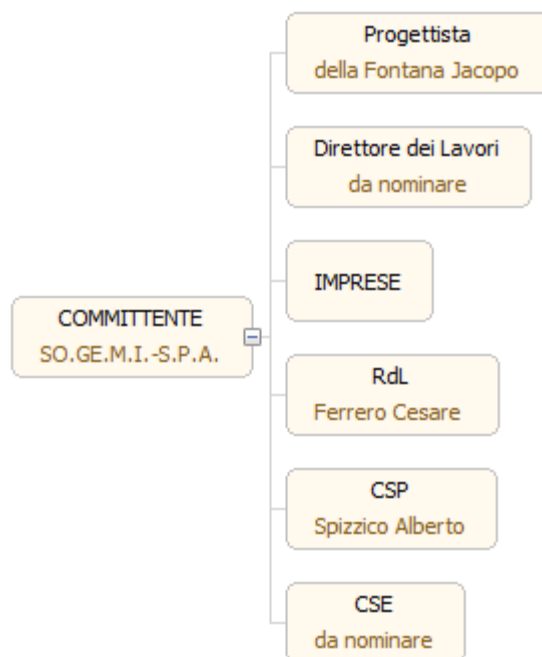 Progettista
della Fontana Jacopo
Direttore dei Lavori
da nominare
IMPRESE
COMMITTENTE
SO.GE.M.I.-S.P.A.
RdL
Ferrero Cesare
CSP
Spizzico Alberto
CSE
da nominare